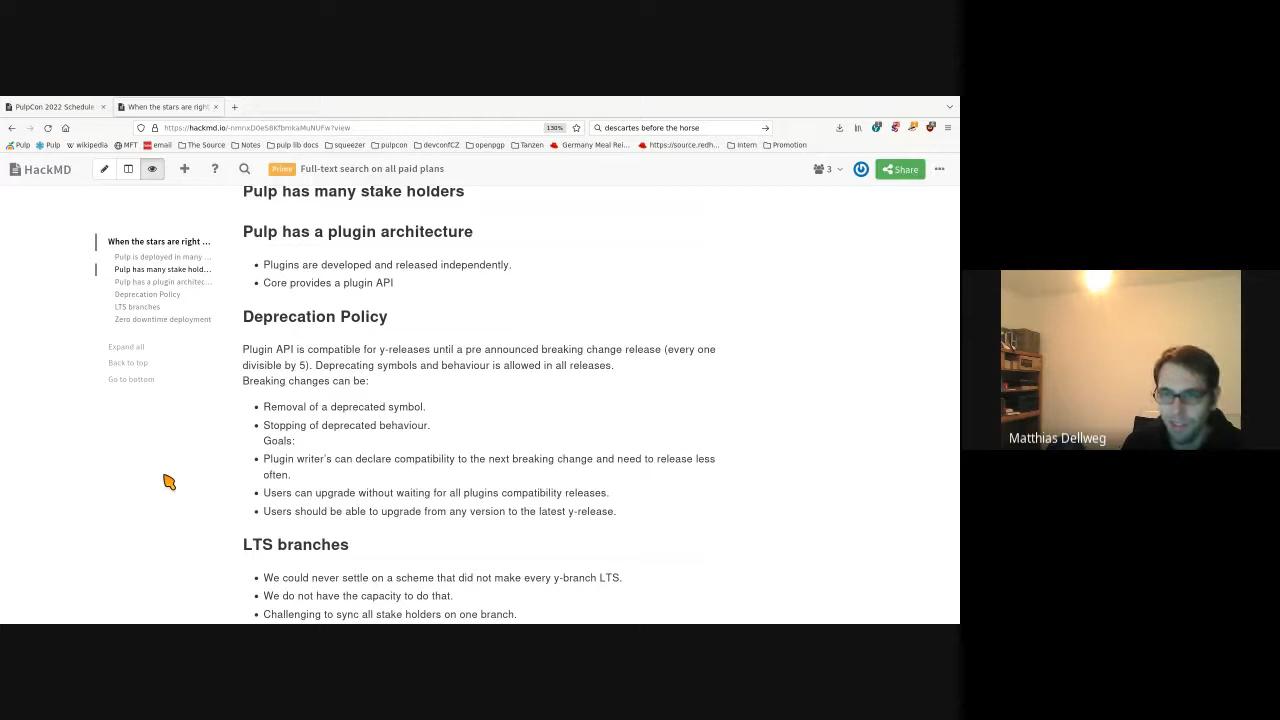 PulpCon 2022 Schedule
When the stars are right
https://hackmd.io/-nmnxD0eS8KfbmkaMuNUFw?view
130%
descartes before the horse
Pulp Pulp wikipedia MFT email The Source Notes pulp lib docs squeezer pulpcon devconfCZ openpgp Tanzen Germany Meal Rei... https://source.redh... Intern Promotion
HackMD
Prime Full-text search on all paid plans
3
Share
When the stars are right ...
Pulp is deployed in many ...
Pulp has many stake hold...
Pulp has a plugin architec...
Deprecation Policy
LTS branches
Zero downtime deployment
Expand all
Back to top
Go to bottom
Pulp has many stake holders
Pulp has a plugin architecture
Plugins are developed and released independently.
Core provides a plugin API
Deprecation Policy
Plugin API is compatible for y-releases until a pre announced breaking change release (every one
divisible by 5). Deprecating symbols and behaviour is allowed in all releases.
Breaking changes can be:
Removal of a deprecated symbol.
Stopping of deprecated behaviour.
Goals:
Plugin writer's can declare compatibility to the next breaking change and need to release less
often.
Users can upgrade without waiting for all plugins compatibility releases.
Users should be able to upgrade from any version to the latest y-release.
LTS branches
We could never settle on a scheme that did not make every y-branch LTS.
We do not have the capacity to do that.
Challenging to sync all stake holders on one branch.
Matthias Dellweg